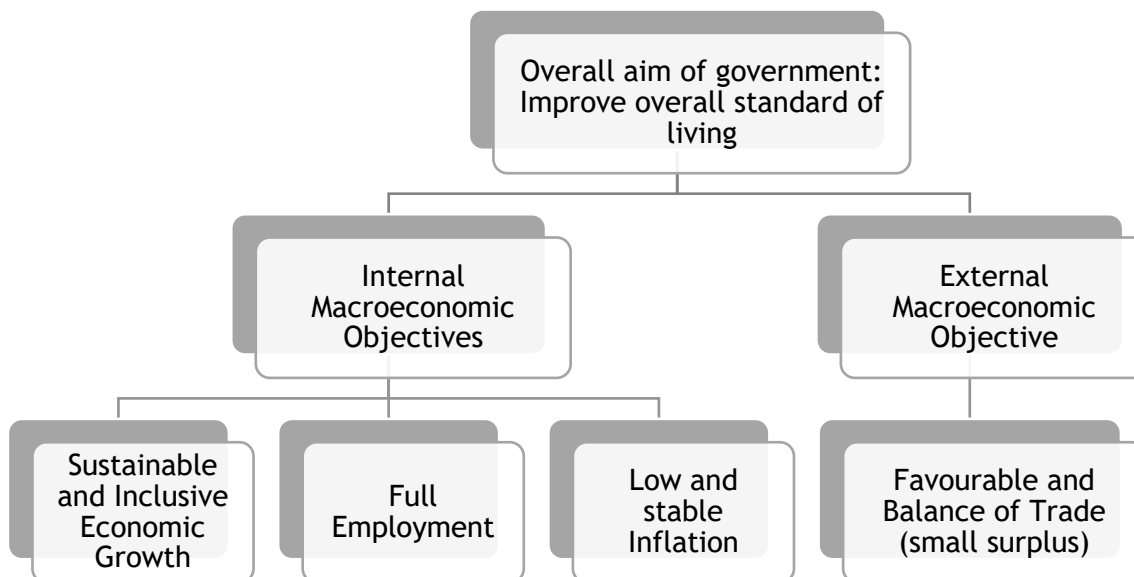 Overall aim of government:
Improve overall standard of
living
Internal
Macroeconomic
Objectives
External
Macroeconomic
Objective
Sustainable
and Inclusive
Economic
Growth
Full
Employment
Low and
stable
Inflation
Favourable and
Balance of Trade
(small surplus)